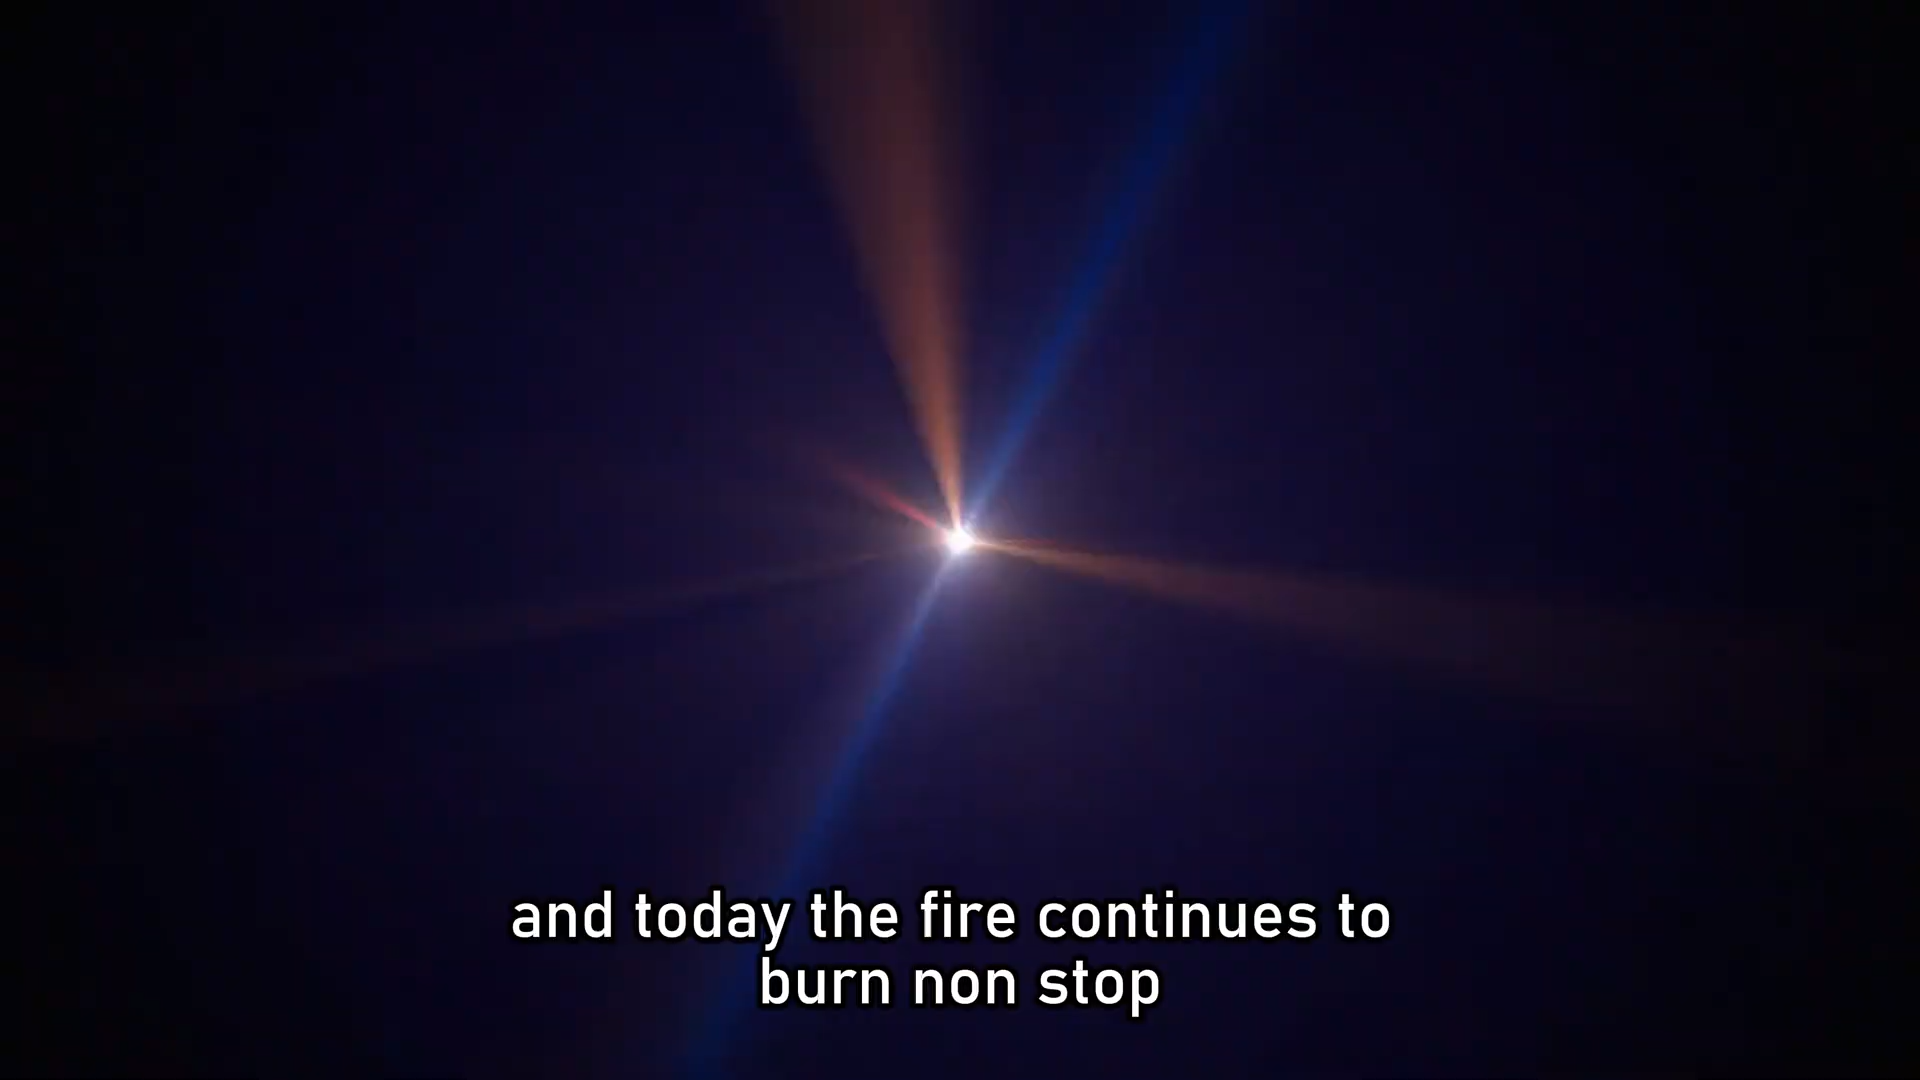 and today the fire continues to
burn non stop